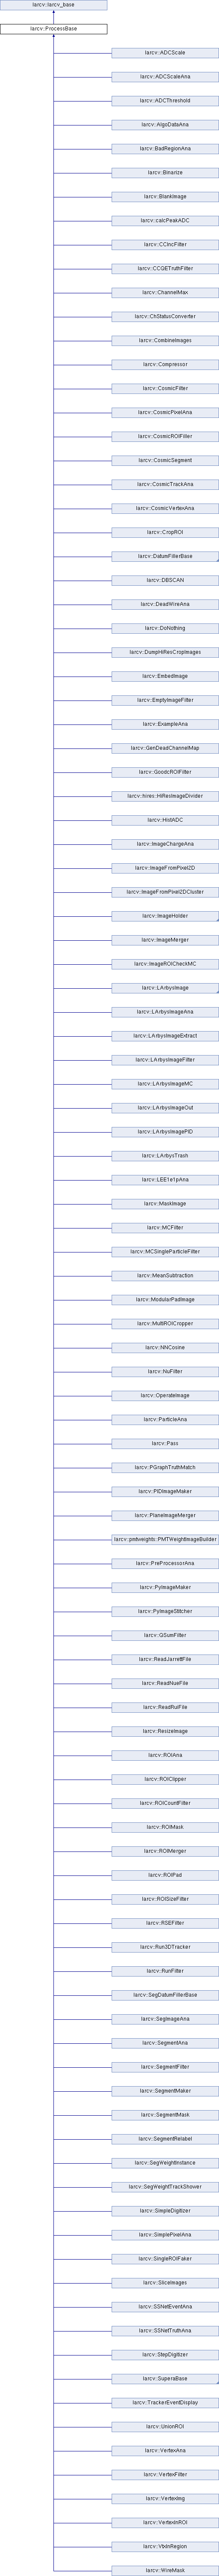 larcv::larcv_base
larcv::ProcessBase
larcv::ADCScale
larcv::ADCScaleAna
larcv::ADCThreshold
larcv::AlgoDataAna
larcv::BadRegionAna
larcv::Binarize
larcv::BlankImage
larcv::calcPeakADC
larcv::CCIncFilter
larcv::CCQETruthFilter
larcv::ChannelMax
larcv::ChStatusConverter
larcv::CombineImages
larcv::Compressor
larcv::CosmicFilter
larcv::CosmicPixelAna
larcv::CosmicROIFiller
larcv::CosmicSegment
larcv::CosmicTrackAna
larcv::CosmicVertexAna
larcv::CropROI
larcv::DatumFillerBase
larcv::DBSCAN
larcv::DeadWireAna
larcv::DoNothing
larcv::DumpHiResCropImages
larcv::EmbedImage
larcv::EmptyImageFilter
larcv::ExampleAna
larcv::GenDeadChannelMap
larcv::GoodcROIFilter
larcv::hires::HiResImageDivider
larcv::HistADC
larcv::ImageChargeAna
larcv::ImageFromPixel2D
larcv::ImageFromPixel2DCluster
larcv::ImageHolder
larcv::ImageMerger
larcv::ImageROICheckMC
larcv::LArbysImage
larcv::LArbysImageAna
larcv::LArbysImageExtract
larcv::LArbysImageFilter
larcv::LArbysImageMC
larcv::LArbysImageOut
larcv::LArbysImagePID
larcv::LArbysTrash
larcv::LEE1e1pAna
larcv::MaskImage
larcv::MCFilter
larcv::MCSingleParticleFilter
larcv::MeanSubtraction
larcv::ModularPadImage
larcv::MultiROICropper
larcv::NNCosine
larcv::NuFilter
larcv::OperateImage
larcv::ParticleAna
larcv::Pass
larcv::PGraphTruthMatch
larcv::PIDImageMaker
larcv::PlaneImageMerger
larcv::pmtweights::PMTWeightImageBuilder
larcv::PreProcessorAna
larcv::PyImageMaker
larcv::PyImageStitcher
larcv::QSumFilter
larcv::ReadJarrettFile
larcv::ReadNueFile
larcv::ReadRuiFile
larcv::ResizeImage
larcv::ROIAna
larcv::ROIClipper
larcv::ROICountFilter
larcv::ROIMask
larcv::ROIMerger
larcv::ROIPad
larcv::ROISizeFilter
larcv::RSEFilter
larcv::Run3DTracker
larcv::RunFilter
larcv::SegDatumFillerBase
larcv::SegImageAna
larcv::SegmentAna
larcv::SegmentFilter
larcv::SegmentMaker
larcv::SegmentMask
larcv::SegmentRelabel
larcv::SegWeightInstance
larcv::SegWeightTrackShower
larcv::SimpleDigitizer
larcv::SimplePixelAna
larcv::SingleROIFaker
larcv::SliceImages
larcv::SSNetEventAna
larcv::SSNetTruthAna
larcv::StepDigitizer
larcv::SuperaBase
larcv::TrackerEventDisplay
larcv::UnionROI
larcv::VertexAna
larcv::VertexFilter
larcv::VertexImg
larcv::VertexInROI
larcv::VtxInRegion
larcv::WireMask